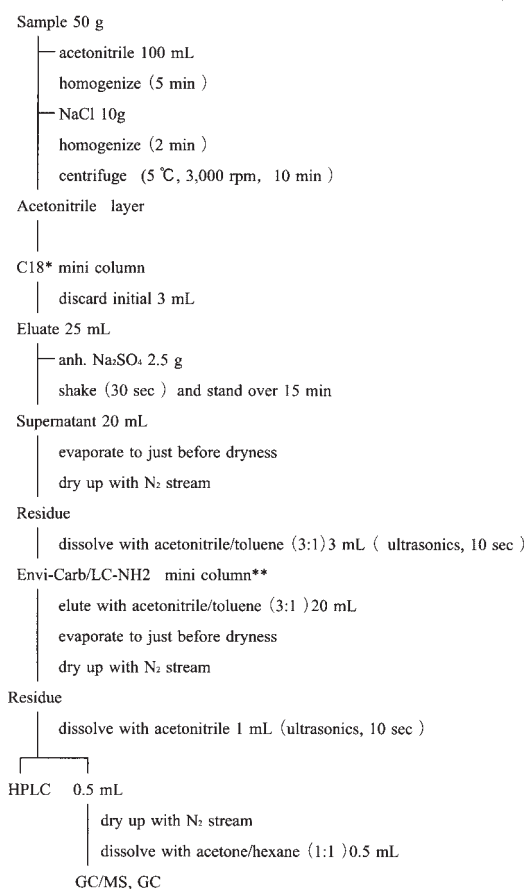 Sample 50 g
acetonitrile 100 mL
homogenize (5 min )
NaCl 10g
homogenize (2 min )
centrifuge (5 ℃, 3,000 rpm, 10 min )
Acetonitrile layer
C18* mini column
discard initial 3 mL
Eluate 25 mL
anh. Na₂SO₄ 2.5 g
shake (30 sec ) and stand over 15 min
Supernatant 20 mL
evaporate to just before dryness
dry up with N₂ stream
Residue
dissolve with acetonitrile/toluene (3:1)3 mL ( ultrasonics, 10 sec )
Envi-Carb/LC-NH2 mini column**
elute with acetonitrile/toluene (3:1 )20 mL
evaporate to just before dryness
dry up with N₂ stream
Residue
dissolve with acetonitrile 1 mL (ultrasonics, 10 sec )
HPLC 0.5 mL
dry up with N₂ stream
dissolve with acetone/hexane (1:1 )0.5 mL
GC/MS, GC